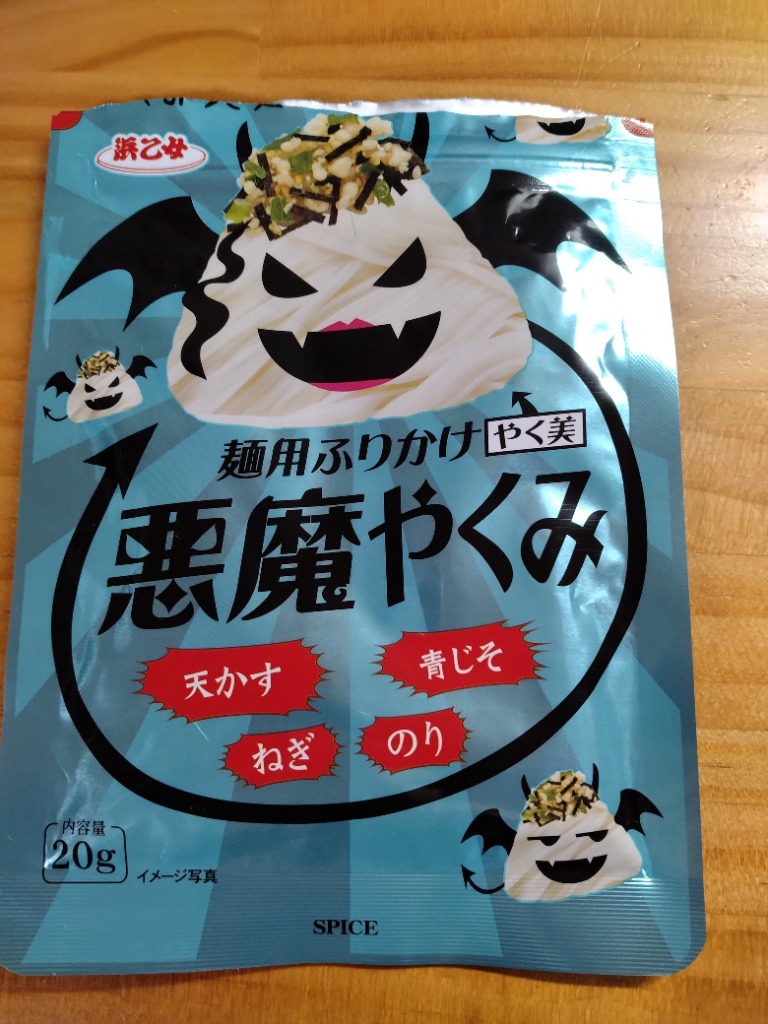 浜乙女
麺用ふりかけ やく美
悪魔やくみ
天かす
青じそ
ねぎ
のり
内容量
20g
イメージ写真
SPICE